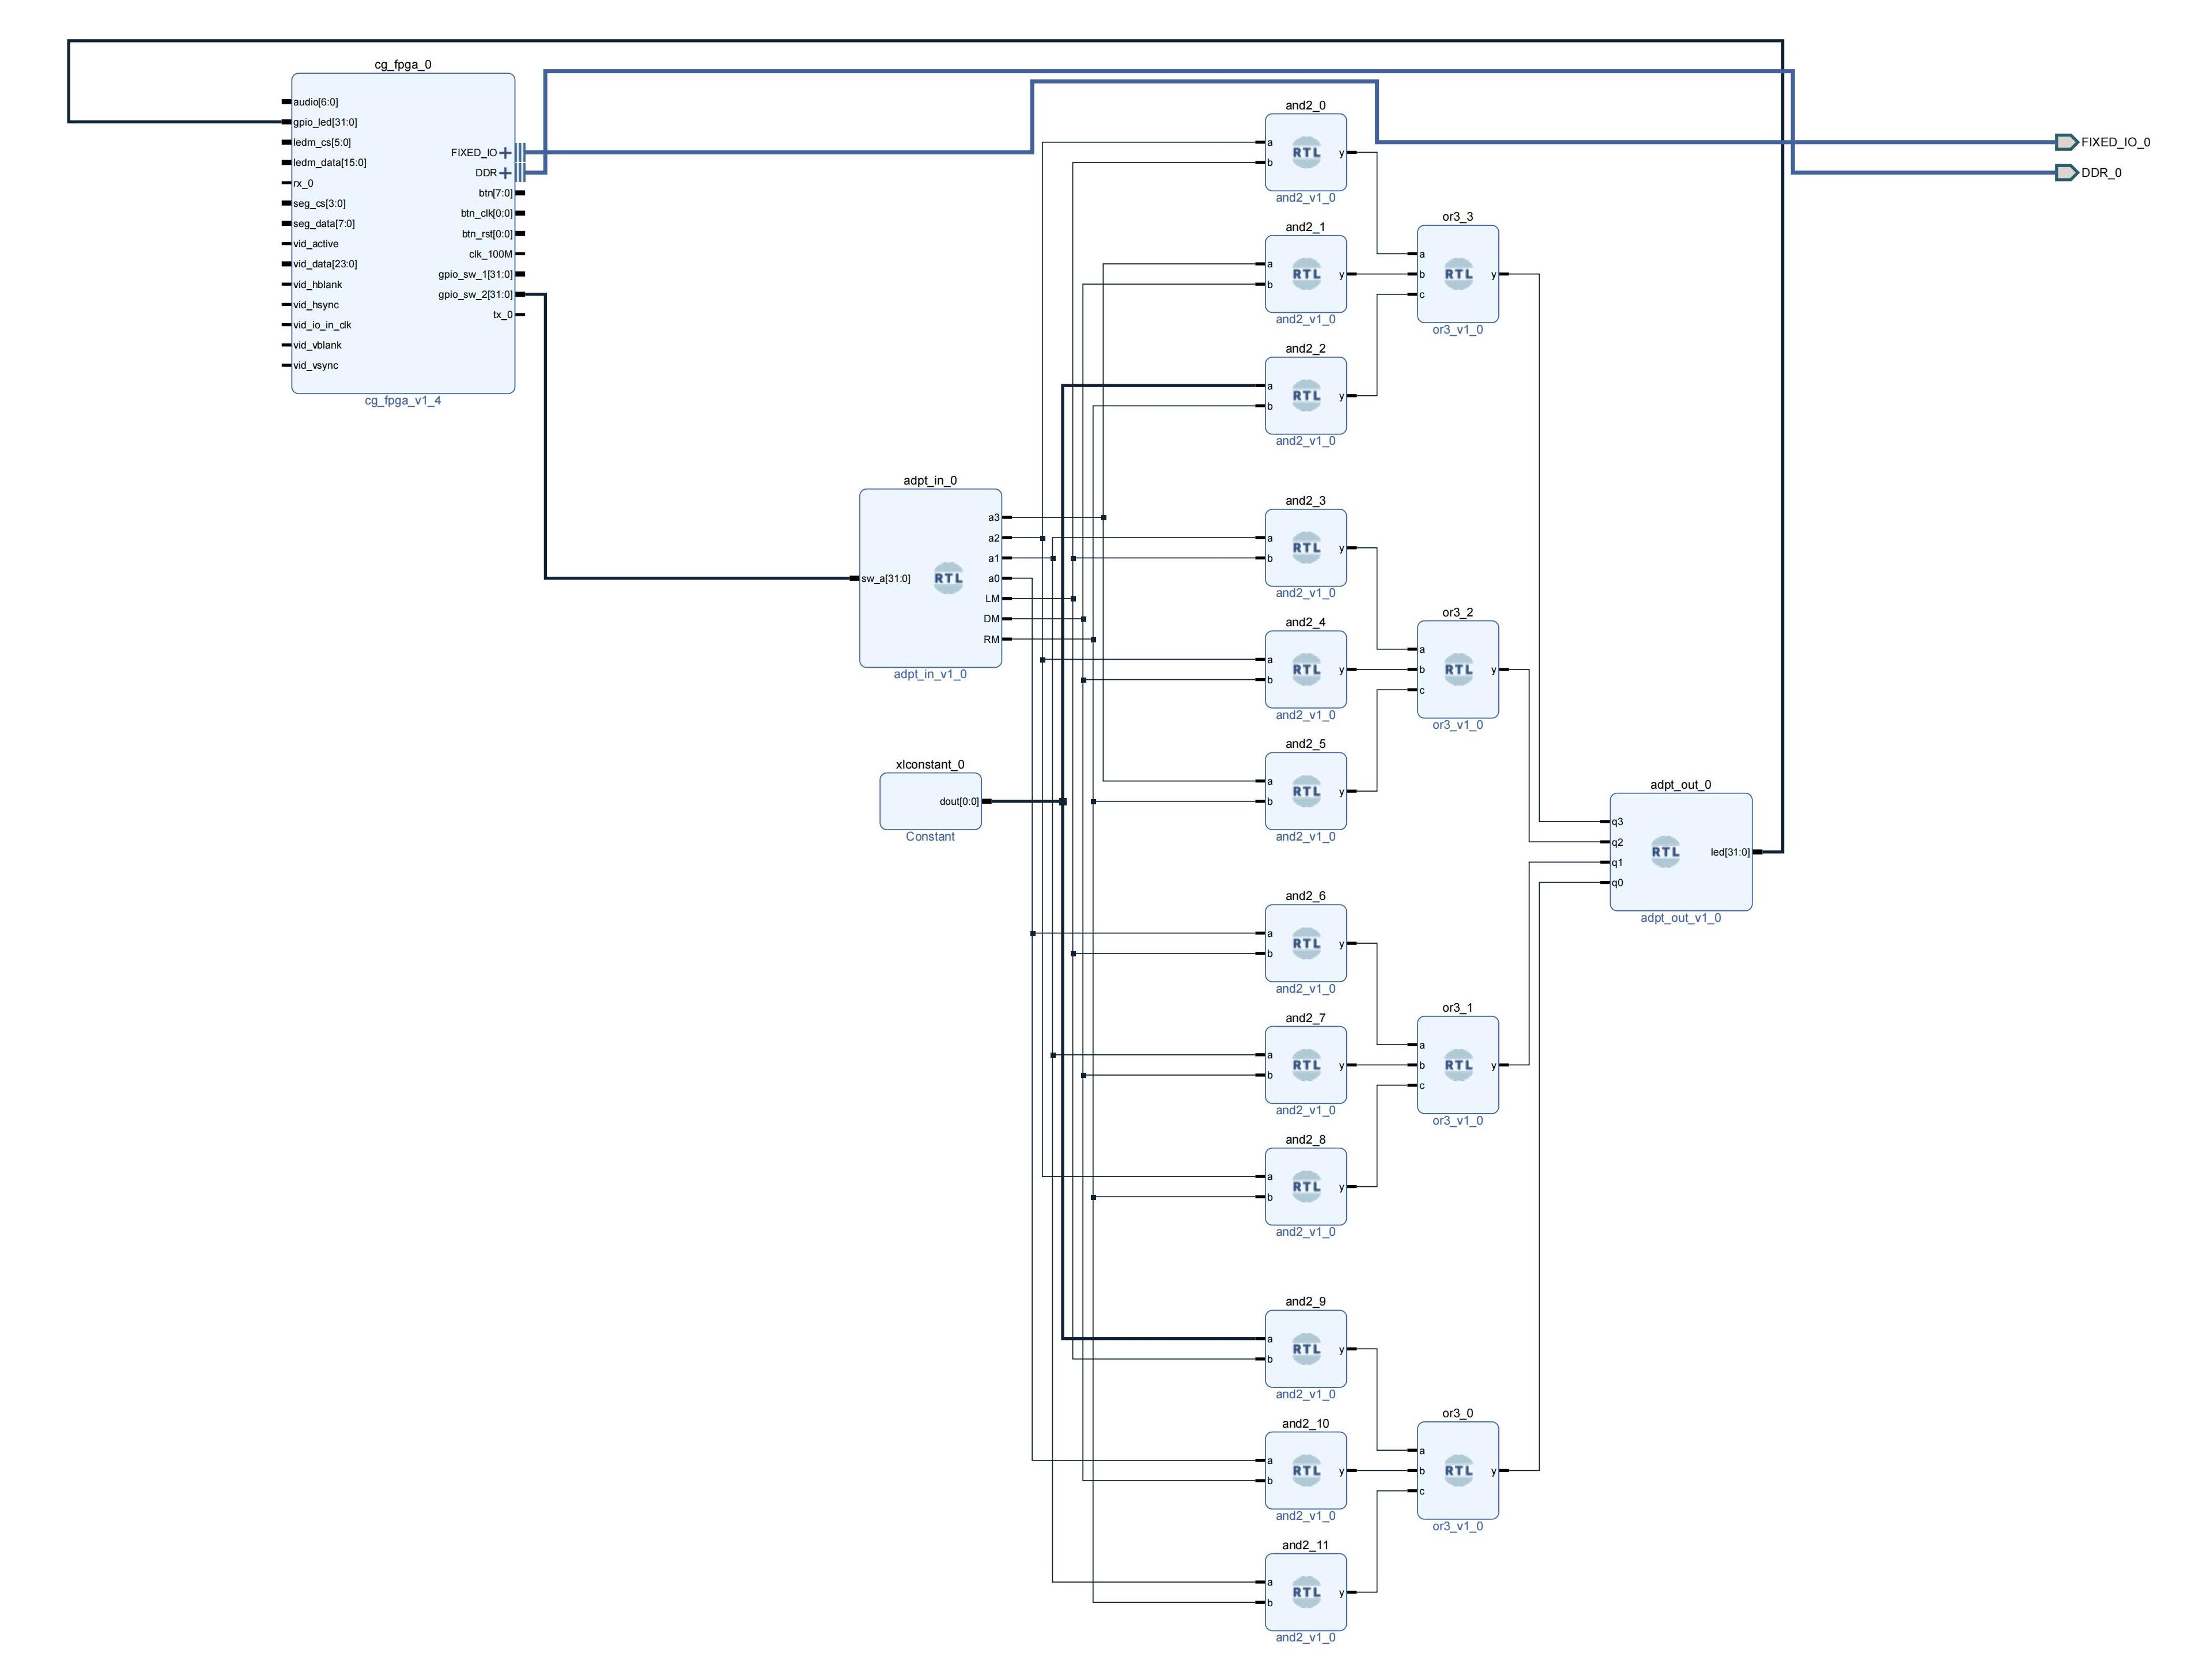 cg_fpga_0
audio[6:0]
gpio_led[31:0]
ledm_cs[5:0]
ledm_data[15:0]
rx_0
seg_cs[3:0]
seg_data[7:0]
vid_active
vid_data[23:0]
vid_hblank
vid_hsync
vid_io_in_clk
vid_vblank
vid_vsync
FIXED_IO
DDR
btn[7:0]
btn_clk[0:0]
btn_rst[0:0]
clk_100M
gpio_sw_1[31:0]
gpio_sw_2[31:0]
tx_0
cg_fpga_v1_4
FIXED_IO_0
DDR_0
adpt_in_0
sw_a[31:0]
RTL
a3
a2
a1
a0
LM
DM
RM
adpt_in_v1_0
xlconstant_0
dout[0:0]
Constant
and2_0
a
b
RTL
y
and2_v1_0
and2_1
a
b
RTL
y
and2_v1_0
and2_2
a
b
RTL
y
and2_v1_0
or3_3
a
b
c
RTL
y
or3_v1_0
and2_3
a
b
RTL
y
and2_v1_0
and2_4
a
b
RTL
y
and2_v1_0
and2_5
a
b
RTL
y
and2_v1_0
or3_2
a
b
c
RTL
y
or3_v1_0
and2_6
a
b
RTL
y
and2_v1_0
and2_7
a
b
RTL
y
and2_v1_0
and2_8
a
b
RTL
y
and2_v1_0
or3_1
a
b
c
RTL
y
or3_v1_0
and2_9
a
b
RTL
y
and2_v1_0
and2_10
a
b
RTL
y
and2_v1_0
and2_11
a
b
RTL
y
and2_v1_0
or3_0
a
b
c
RTL
y
or3_v1_0
adpt_out_0
q3
q2
q1
q0
RTL
led[31:0]
adpt_out_v1_0